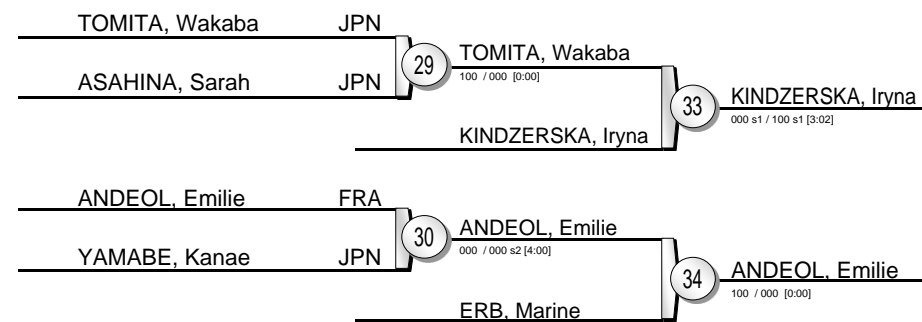 TOMITA, Wakaba JPN
ASAHINA, Sarah JPN
29
TOMITA, Wakaba
100 / 000 [0:00]
KINDZERSKA, Iryna
33
KINDZERSKA, Iryna
000 s1 / 100 s1 [3:02]
ANDEOL, Emilie FRA
YAMABE, Kanae JPN
30
ANDEOL, Emilie
000 / 000 s2 [4:00]
ERB, Marine
34
ANDEOL, Emilie
100 / 000 [0:00]